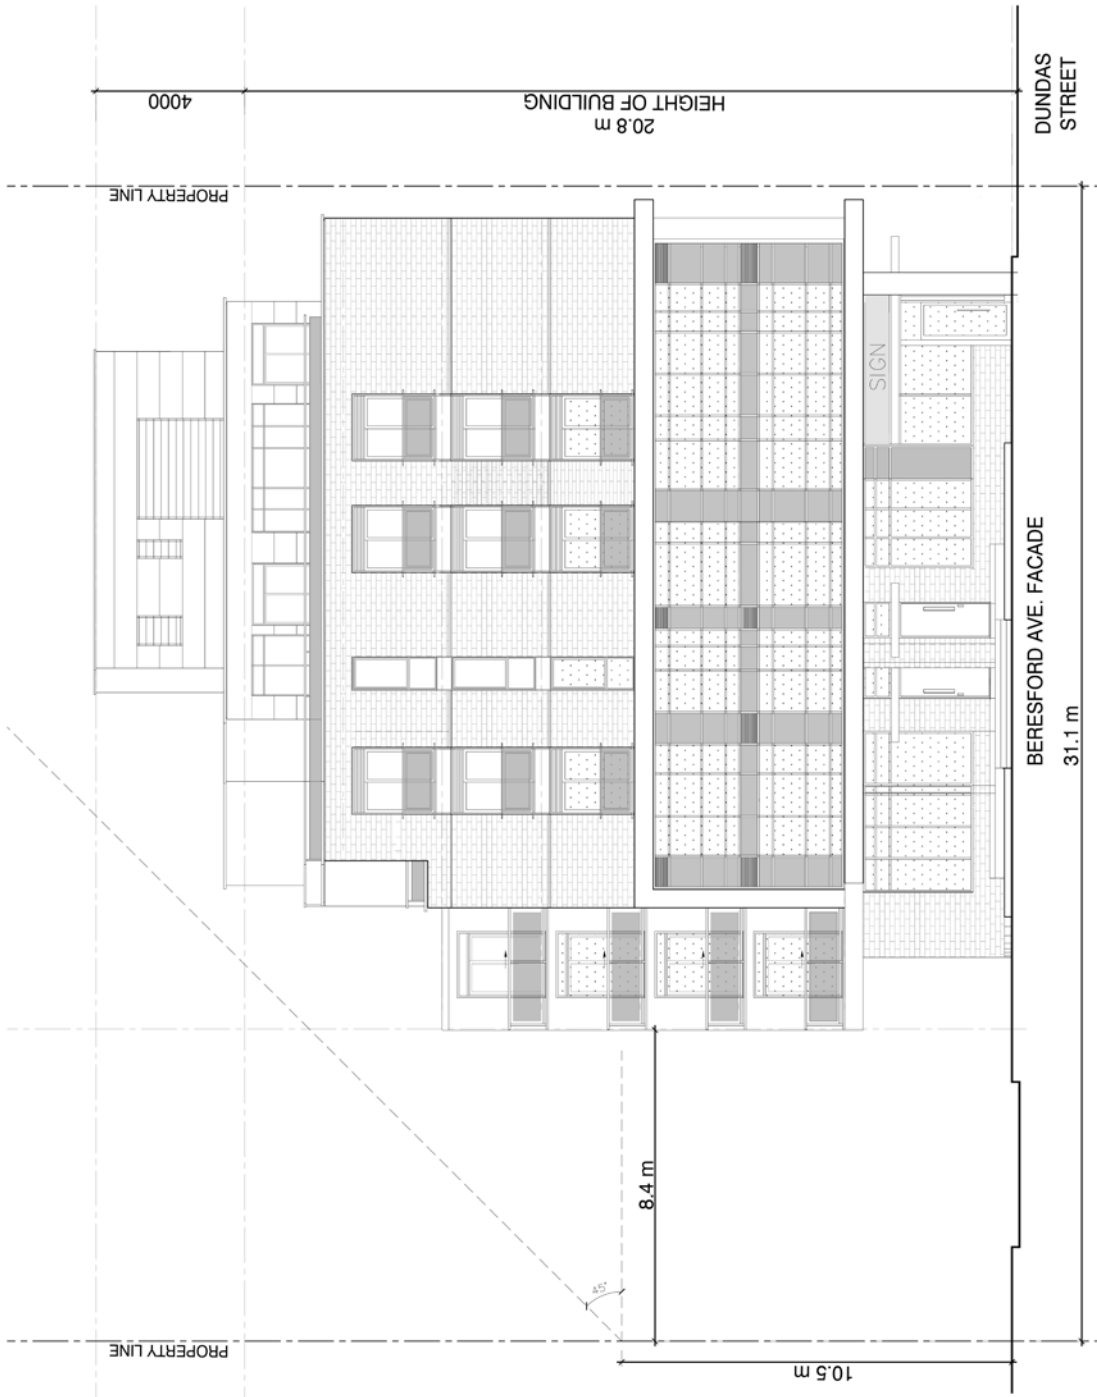 4000
HEIGHT OF BUILDING
20.8 m
DUNDAS
STREET
PROPERTY LINE
SIGN
BERESFORD AVE. FACADE
31.1 m
8.4 m
45°
PROPERTY LINE
10.5 m